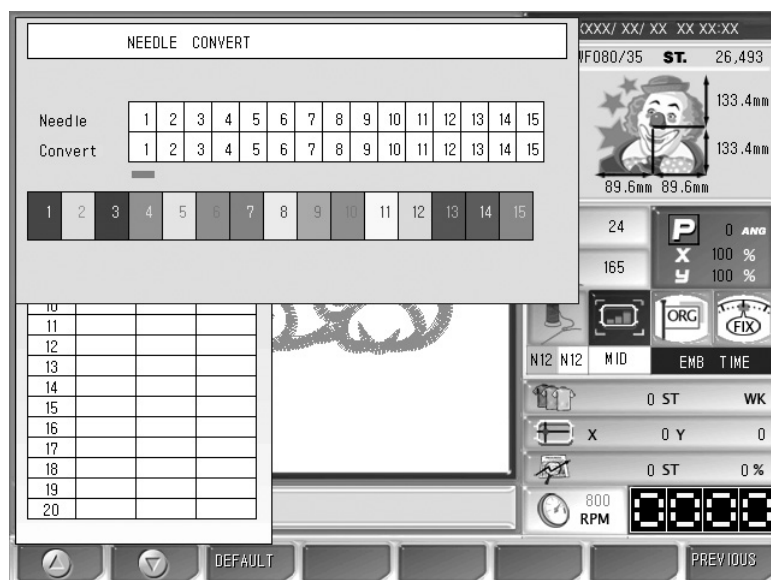 NEEDLE CONVERT
XXX/ XX/ XX XX XX:XX
WF080/35 ST. 26,493
133.4mm
Needle 1 2 3 4 5 6 7 8 9 10 11 12 13 14 15
Convert 1 2 3 4 5 6 7 8 9 10 11 12 13 14 15
133.4mm
89.6mm 89.6mm
1 2 3 4 5 6 7 8 9 10 11 12 13 14 15
24
P 0 ANG
X 100 %
165
Y 100 %
10
11
12
13
14
15
16
17
18
19
20
ORG
FIX
N12 N12 MID EMB TIME
0 ST WK
X 0 Y 0
0 ST 0 %
800
RPM
0000
DEFAULT
PREVIOUS